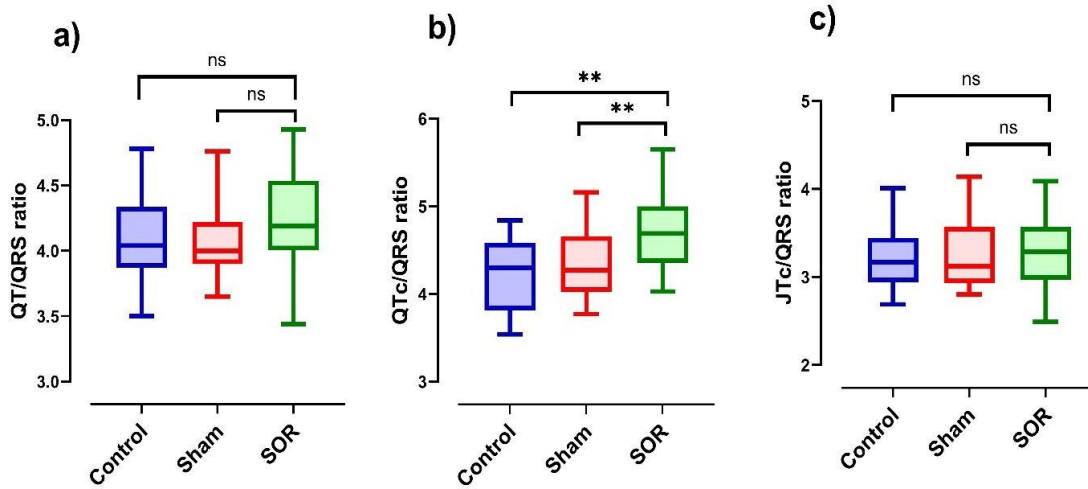 a)
ns
ns
5.0
4.5
4.0
3.5
3.0
QT/QRS ratio
Control
Sham
SOR
b)
**
**
6
5
4
3
QTc/QRS ratio
Control
Sham
SOR
c)
ns
ns
5
4
3
2
JTc/QRS ratio
Control
Sham
SOR